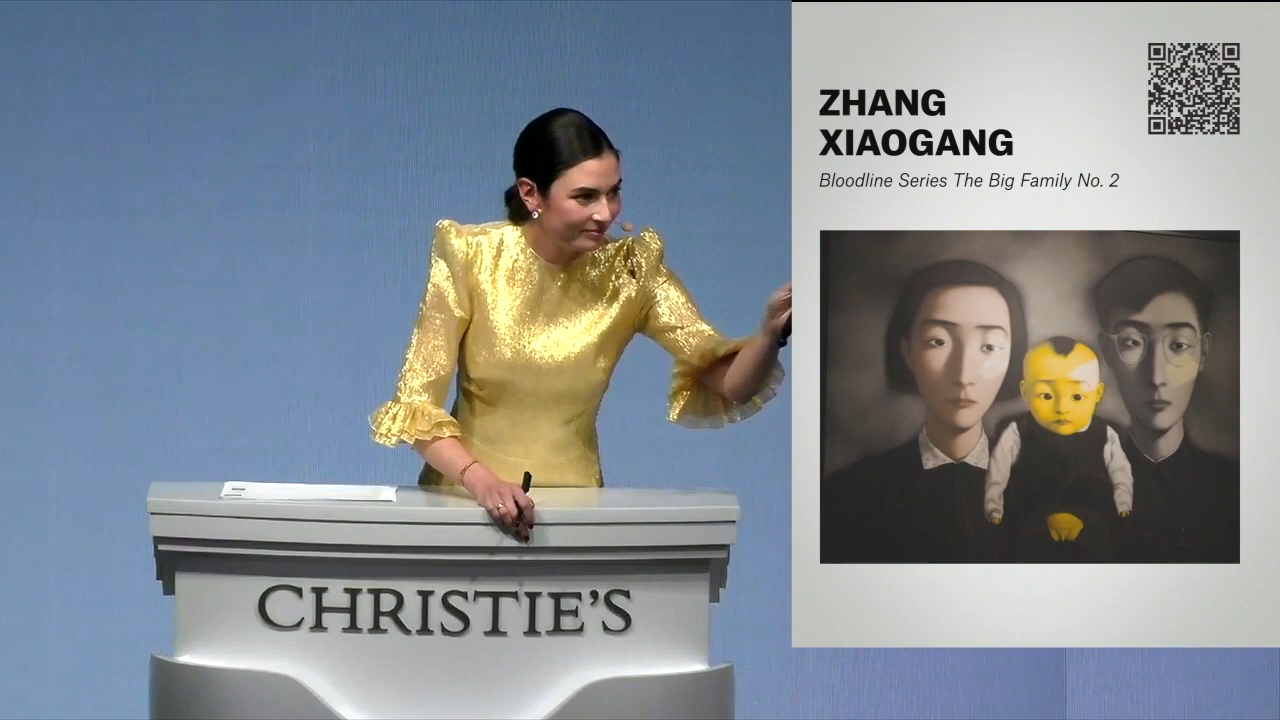 ZHANG
XIAOGANG
Bloodline Series The Big Family No. 2
CHRISTIE'S